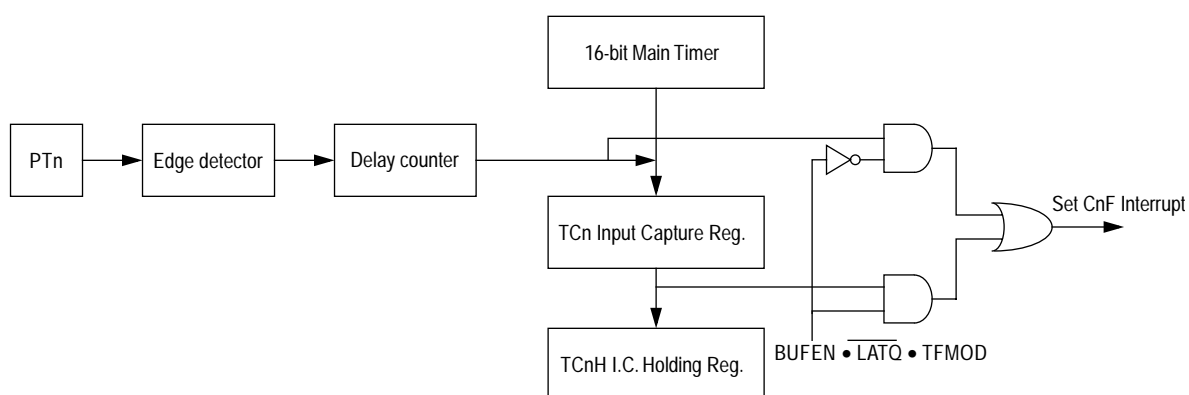 16-bit Main Timer
PTn
Edge detector
Delay counter
TCn Input Capture Reg.
Set CnF Interrupt
TCnH I.C. Holding Reg.
BUFEN • L̅A̅T̅Q̅ • TFMOD